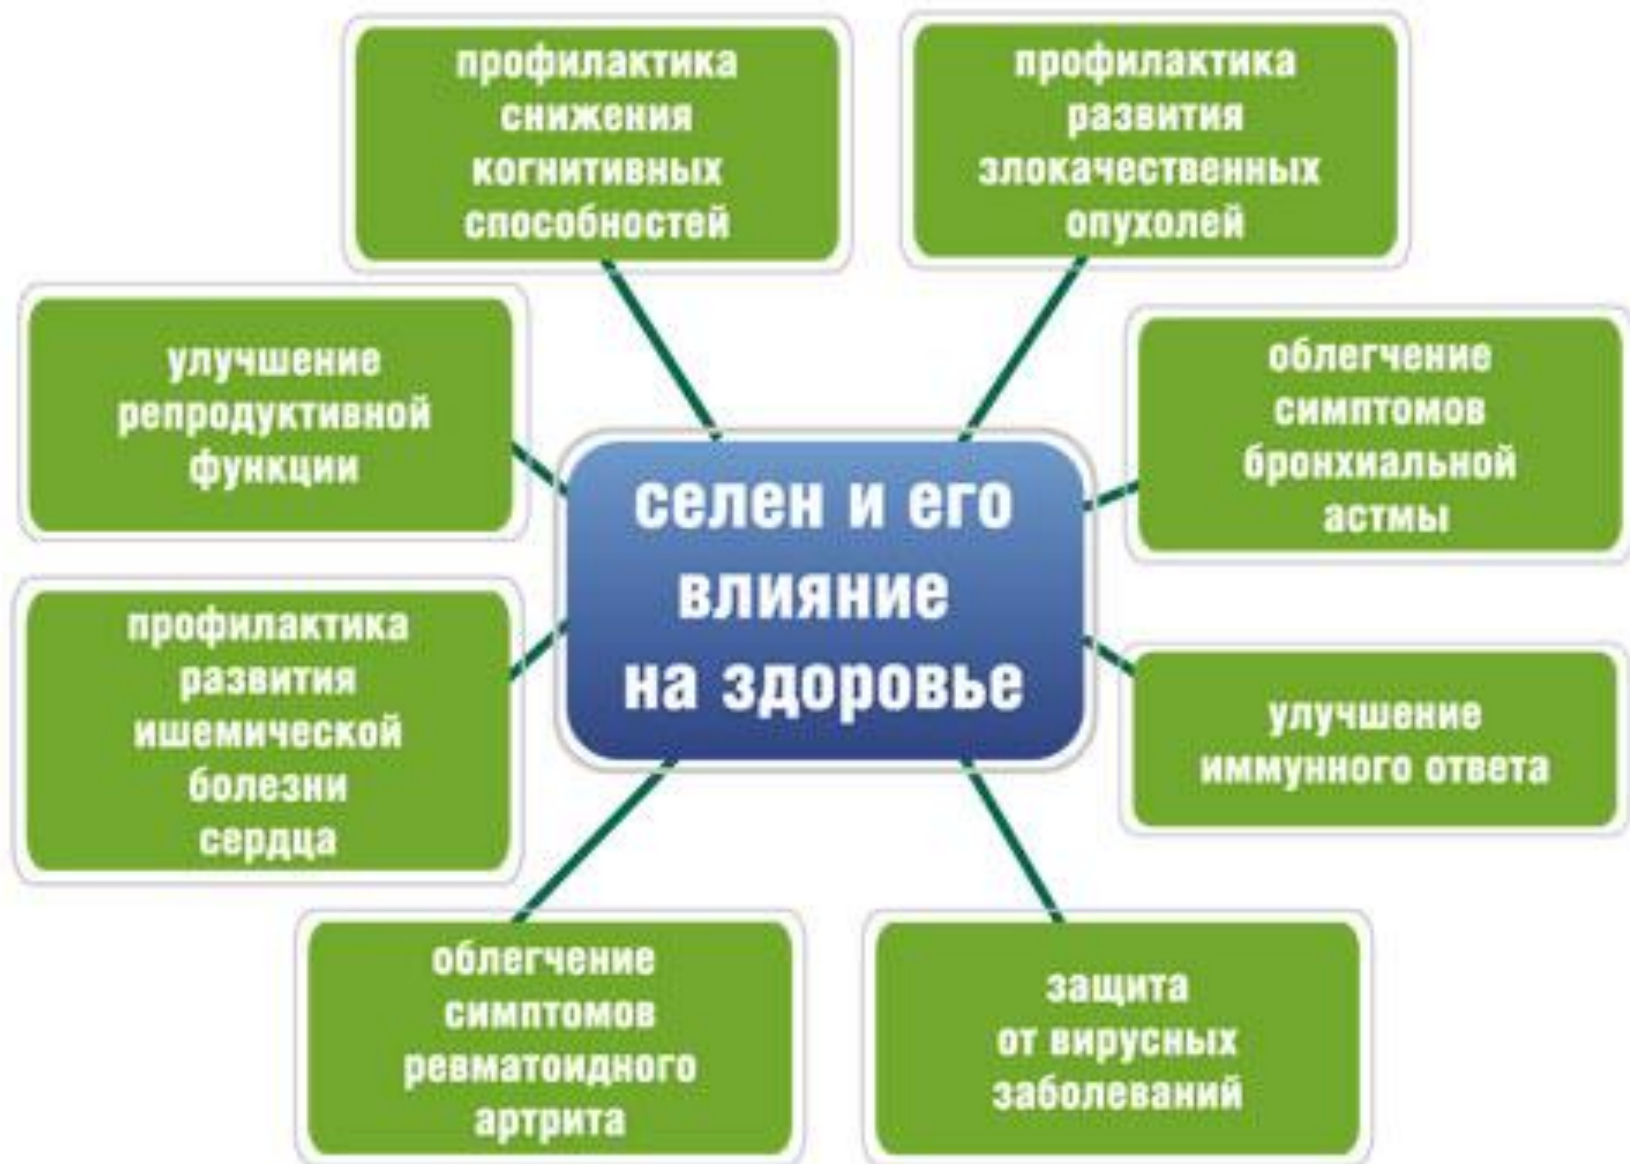 профилактика
снижения
когнитивных
способностей
профилактика
развития
злокачественных
опухолей
улучшение
репродуктивной
функции
облегчение
симптомов
бронхиальной
астмы
селен и его
влияние
на здоровье
профилактика
развития
ишемической
болезни
сердца
улучшение
иммунного ответа
облегчение
симптомов
ревматоидного
артрита
защита
от вирусных
заболеваний